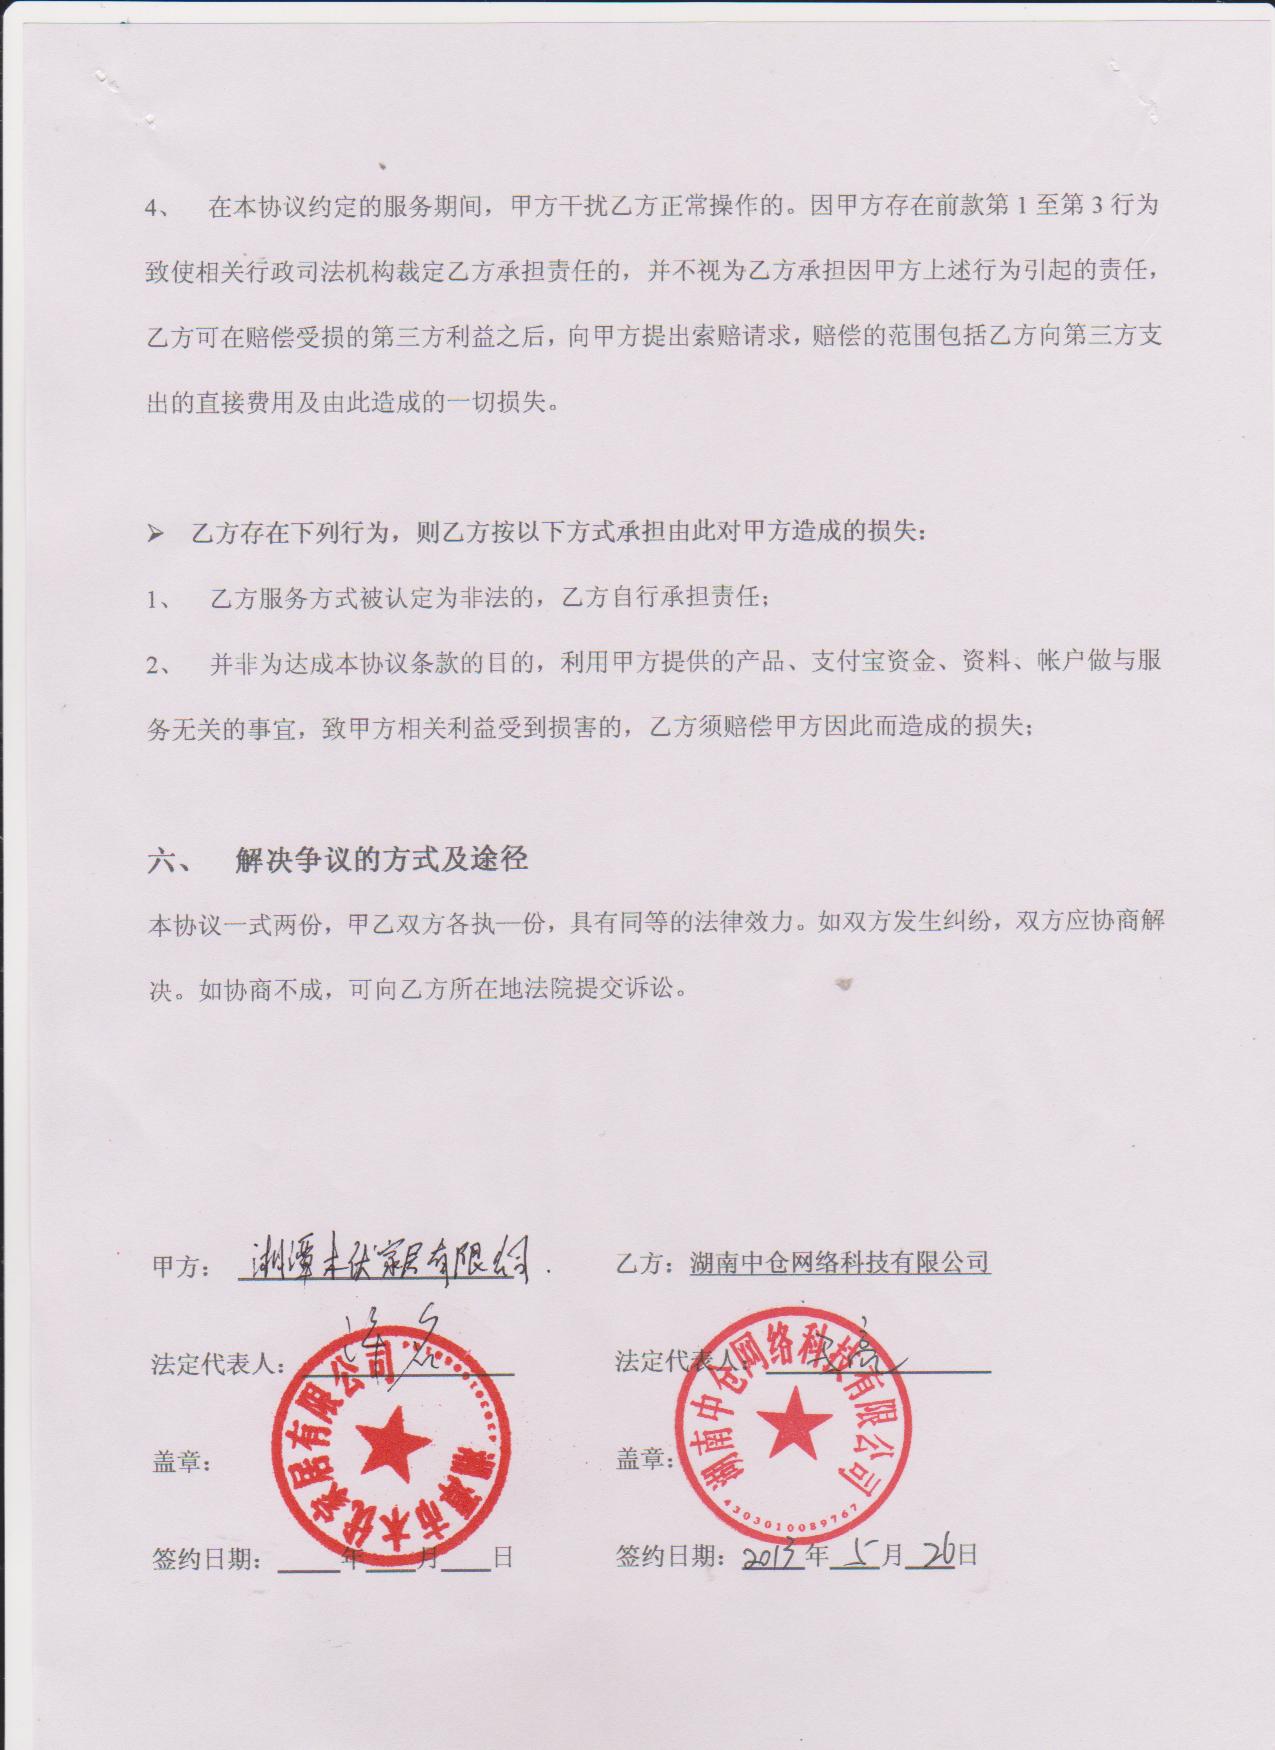 4、 在本协议约定的服务期间，甲方干扰乙方正常操作的。因甲方存在前款第 1 至第 3 行为
致使相关行政司法机构裁定乙方承担责任的，并不视为乙方承担因甲方上述行为引起的责任，
乙方可在赔偿受损的第三方利益之后，向甲方提出索赔请求，赔偿的范围包括乙方向第三方支
出的直接费用及由此造成的一切损失。
➢ 乙方存在下列行为，则乙方按以下方式承担由此对甲方造成的损失：
1、 乙方服务方式被认定为非法的，乙方自行承担责任；
2、 并非为达成本协议条款的目的，利用甲方提供的产品、支付宝资金、资料、帐户做与服
务无关的事宜，致甲方相关利益受到损害的，乙方须赔偿甲方因此而造成的损失；
六、 解决争议的方式及途径
本协议一式两份，甲乙双方各执一份，具有同等的法律效力。如双方发生纠纷，双方应协商解
决。如协商不成，可向乙方所在地法院提交诉讼。
甲方： 湘潭木伏家居有限公司. 乙方：湖南中仓网络科技有限公司
法定代表人： 法定代表人：
盖章： 盖章：
湘潭市木伏家居有限公司
湖南中仓网络科技有限公司
4303010089767
签约日期： 年 月 日 签约日期：2013年 5月 26日